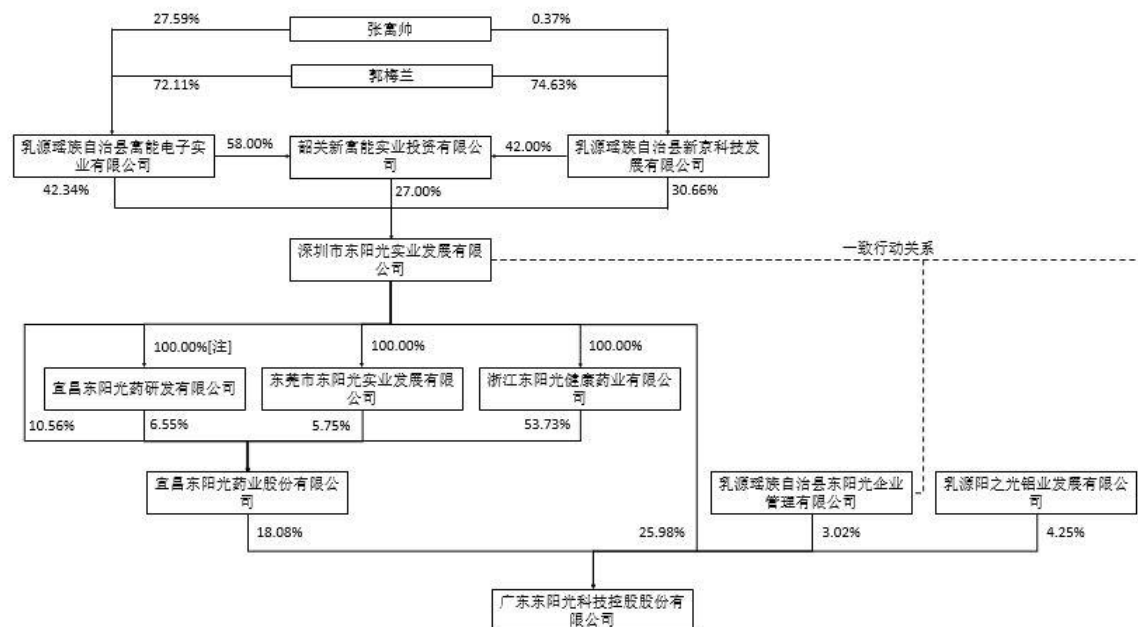 27.59%
张寓帅
0.37%
郭梅兰
72.11%
74.63%
乳源瑶族自治县寓能电子实
业有限公司
58.00%
韶关新寓能实业投资有限公
司
42.00%
乳源瑶族自治县新京科技发
展有限公司
42.34%
27.00%
30.66%
深圳市东阳光实业发展有限
公司
一致行动关系
100.00%[注]
100.00%
100.00%
宜昌东阳光药研发有限公司
东莞市东阳光实业发展有限
公司
浙江东阳光健康药业有限公
司
10.56%
6.55%
5.75%
53.73%
宜昌东阳光药业股份有限公
司
乳源瑶族自治县东阳光企业
管理有限公司
乳源阳之光铝业发展有限公
司
18.08%
25.98%
3.02%
4.25%
广东东阳光科技控股股份有
限公司